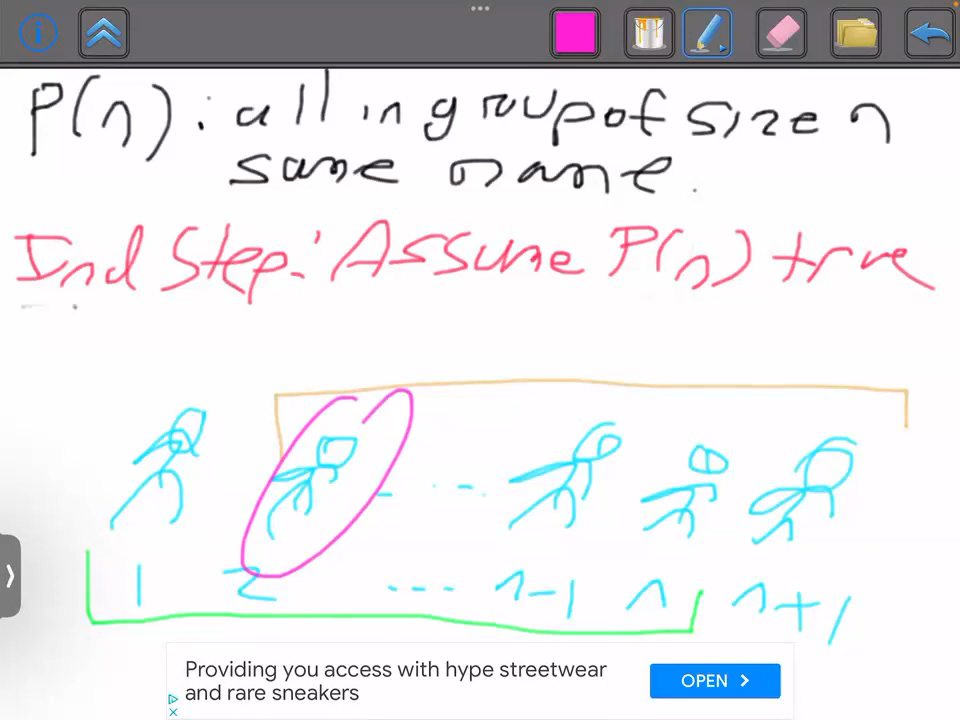 P(n): all in group of size n
same name.
Ind Step: Assume P(n) true
1 2 ... n-1 n n+1
Providing you access with hype streetwear
and rare sneakers
OPEN